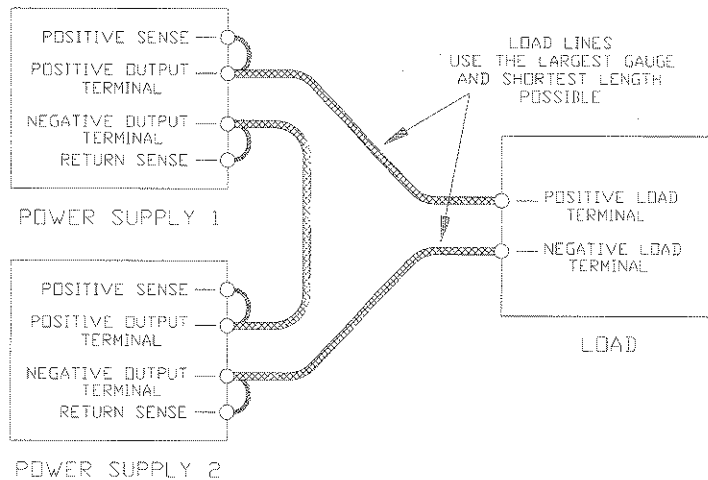 POSITIVE SENSE
POSITIVE OUTPUT
TERMINAL
NEGATIVE OUTPUT
TERMINAL
RETURN SENSE
POWER SUPPLY 1
LOAD LINES
USE THE LARGEST GAUGE
AND SHORTEST LENGTH
POSSIBLE
POSITIVE LOAD
TERMINAL
NEGATIVE LOAD
TERMINAL
LOAD
POSITIVE SENSE
POSITIVE OUTPUT
TERMINAL
NEGATIVE OUTPUT
TERMINAL
RETURN SENSE
POWER SUPPLY 2